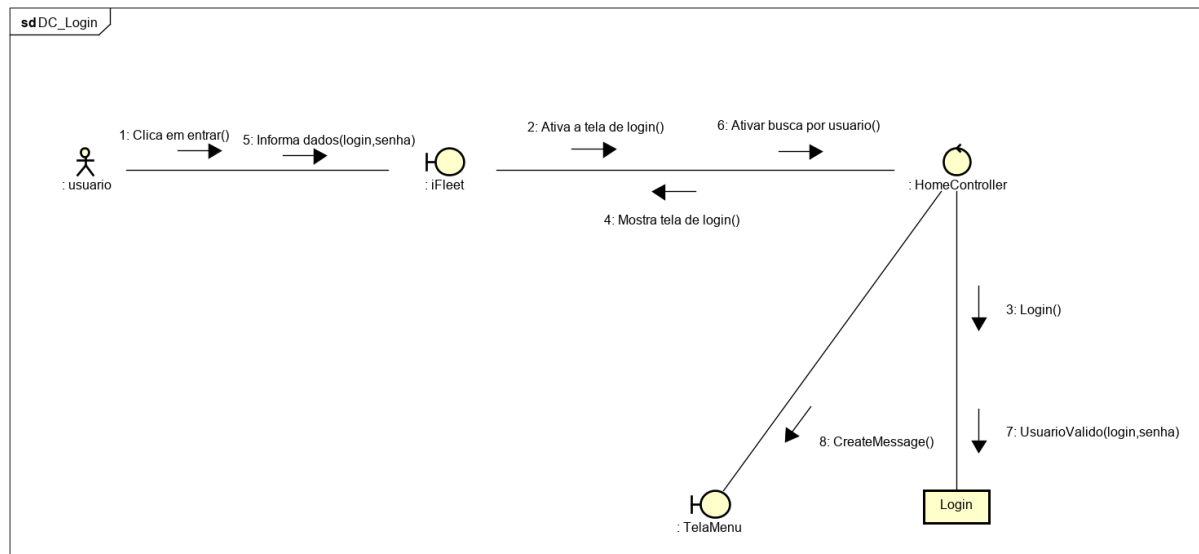 sd DC_Login
1: Clica em entrar()
5: Informa dados(login,senha)
2: Ativa a tela de login()
6: Ativar busca por usuario()
: usuario
: iFleet
: HomeController
4: Mostra tela de login()
3: Login()
8: CreateMessage()
7: UsuarioValido(login,senha)
: TelaMenu
Login